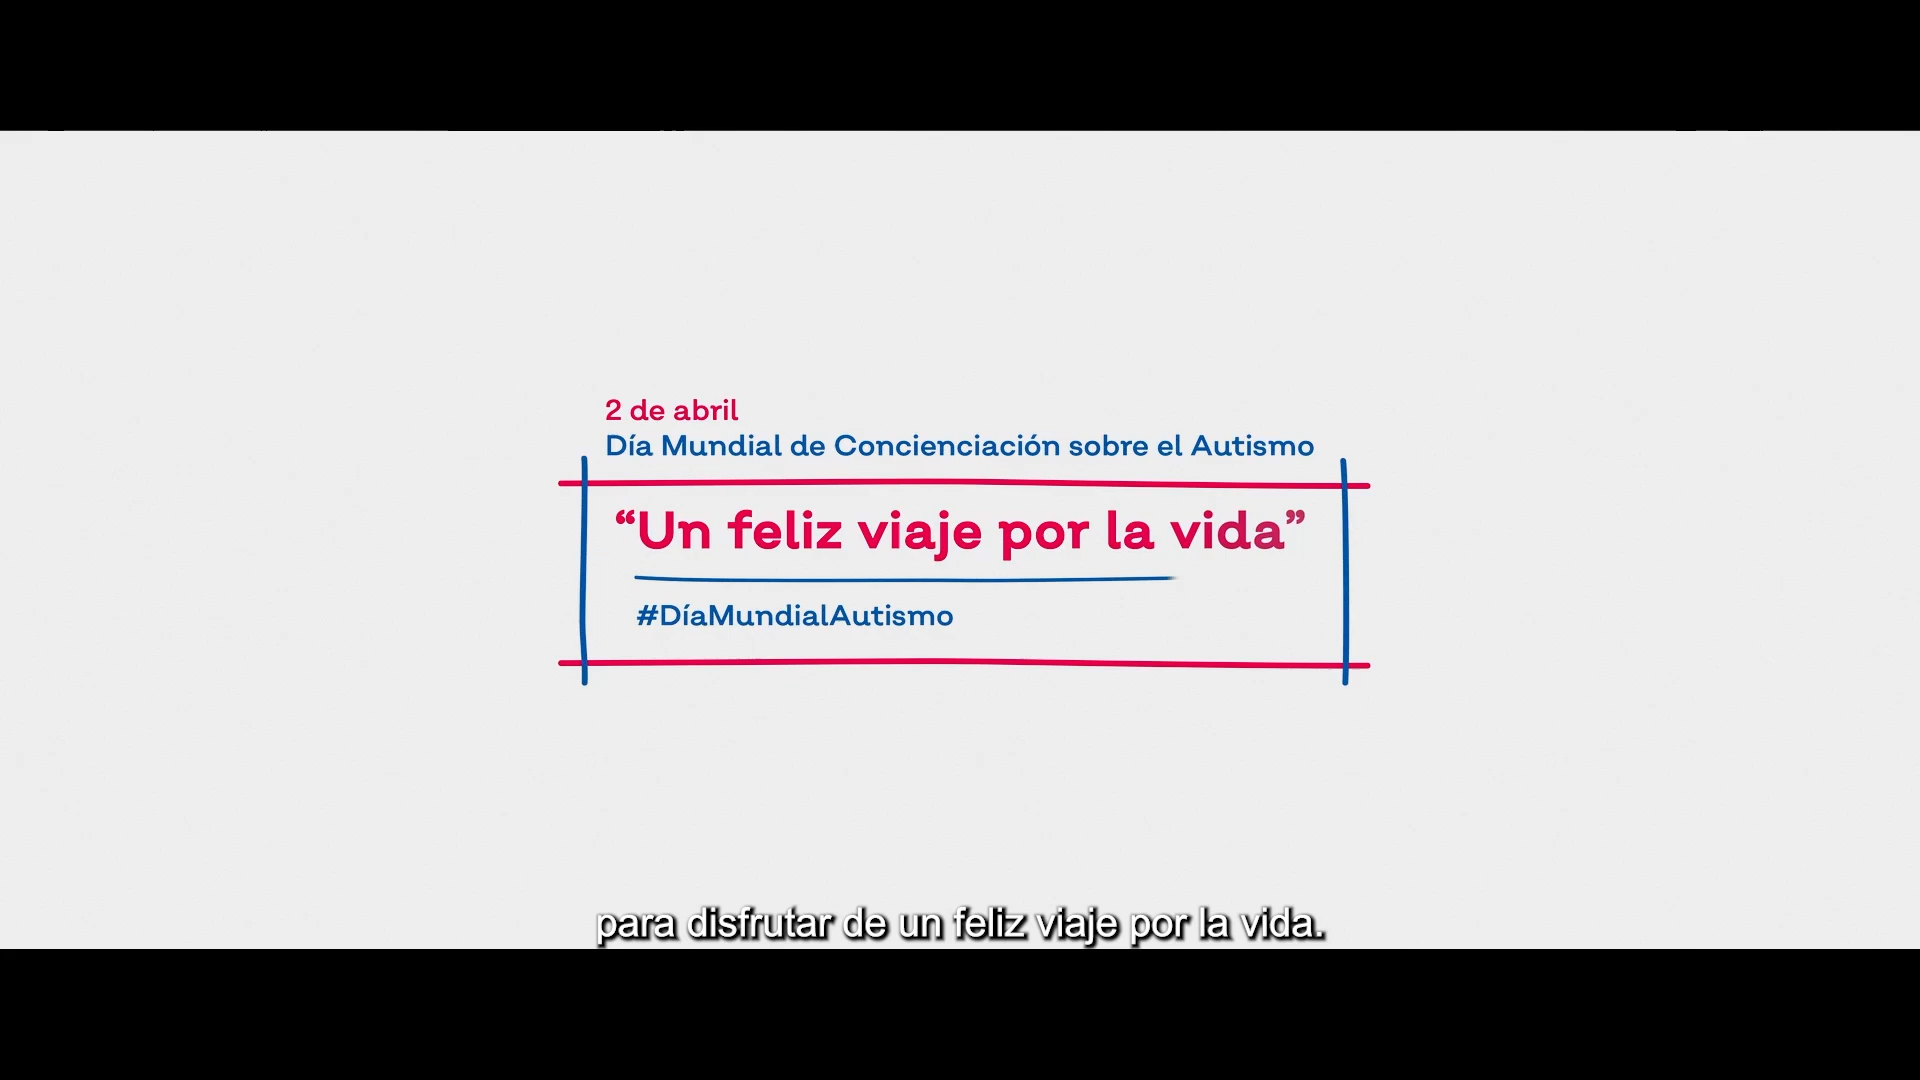 2 de abril
Día Mundial de Concienciación sobre el Autismo
“Un feliz viaje por la vida”
#DíaMundialAutismo
para disfrutar de un feliz viaje por la vida.